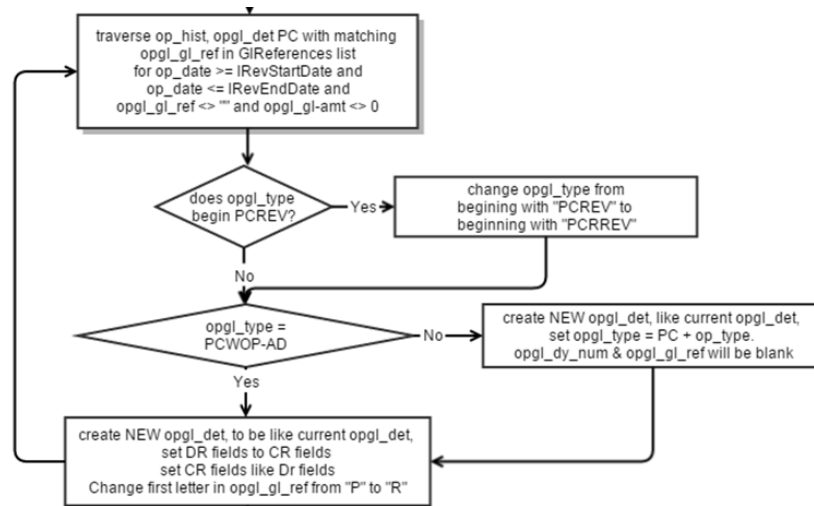 traverse op_hist, opgl_det PC with matching
opgl_gl_ref in GlReferences list
for op_date >= lRevStartDate and
op_date <= lRevEndDate and
opgl_gl_ref <> "" and opgl_gl-amt <> 0
does opgl_type
begin PCREV?
Yes
change opgl_type from
begining with "PCREV" to
beginning with "PCRREV"
No
opgl_type =
PCWOP-AD
No
create NEW opgl_det, like current opgl_det,
set opgl_type = PC + op_type.
opgl_dy_num & opgl_gl_ref will be blank
Yes
create NEW opgl_det, to be like current opgl_det,
set DR fields to CR fields
set CR fields like Dr fields
Change first letter in opgl_gl_ref from "P" to "R"